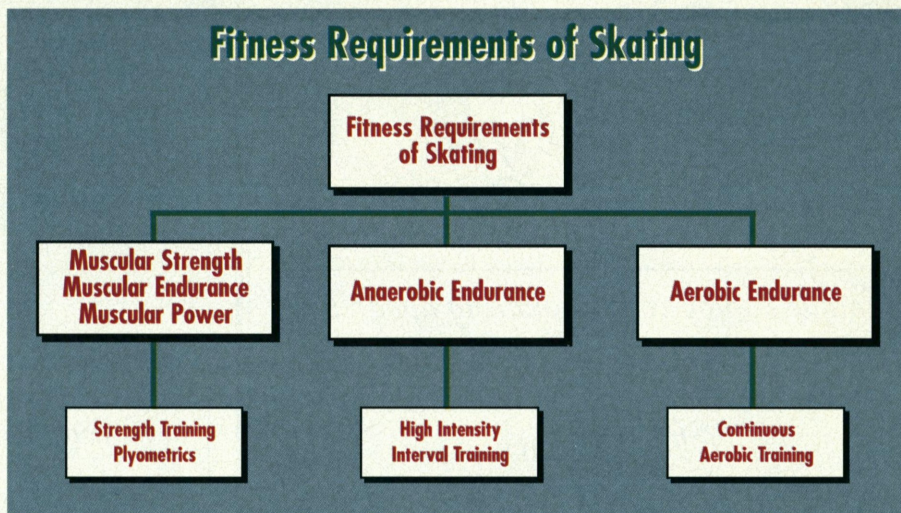 Fitness Requirements of Skating
Fitness Requirements
of Skating
Muscular Strength
Muscular Endurance
Muscular Power
Anaerobic Endurance
Aerobic Endurance
Strength Training
Plyometrics
High Intensity
Interval Training
Continuous
Aerobic Training